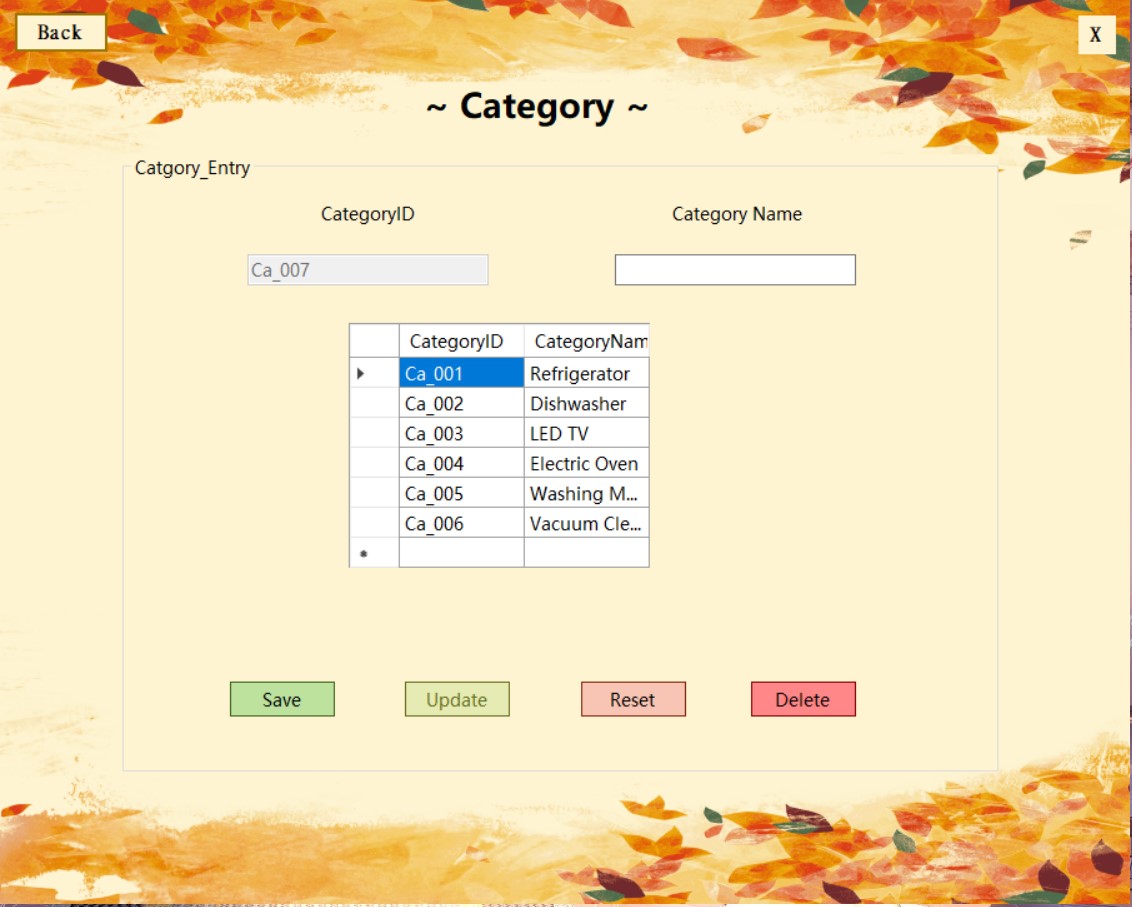 Back
X
~ Category ~
Catgory_Entry
CategoryID Category Name
Ca_007
CategoryID CategoryNam
Ca_001 Refrigerator
Ca_002 Dishwasher
Ca_003 LED TV
Ca_004 Electric Oven
Ca_005 Washing M...
Ca_006 Vacuum Cle...
Save Update Reset Delete